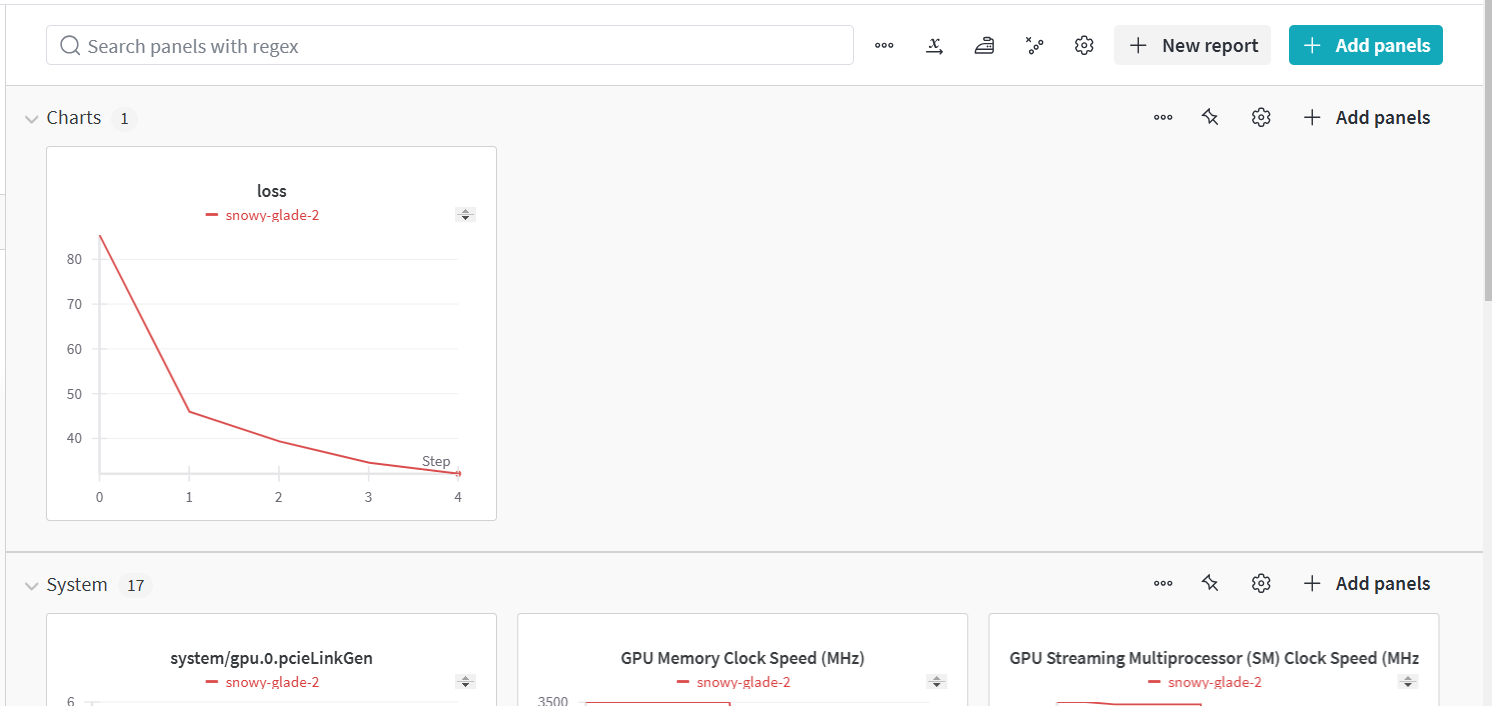 Search panels with regex
New report
Add panels
Charts 1
Add panels
loss
snowy-glade-2
80
70
60
50
40
Step
0 1 2 3 4
System 17
Add panels
system/gpu.0.pcieLinkGen
snowy-glade-2
6
GPU Memory Clock Speed (MHz)
snowy-glade-2
3500
GPU Streaming Multiprocessor (SM) Clock Speed (MHz
snowy-glade-2